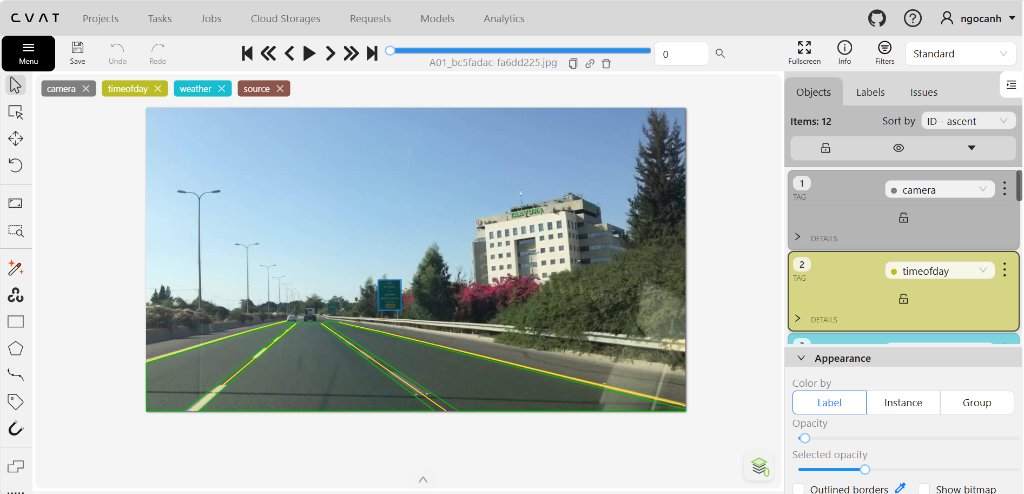 CVAT Projects Tasks Jobs Cloud Storages Requests Models Analytics ngocanh
Menu Save Undo Redo 0 Fullscreen Info Filters Standard
A01_bc5fadac-fa6dd225.jpg
camera timeofday weather source
Objects Labels Issues
Items: 12 Sort by ID - ascent
1 camera
TAG
DETAILS
2 timeofday
TAG
DETAILS
Appearance
Color by
Label Instance Group
Opacity
Selected opacity
Outlined borders Show bitmap
0